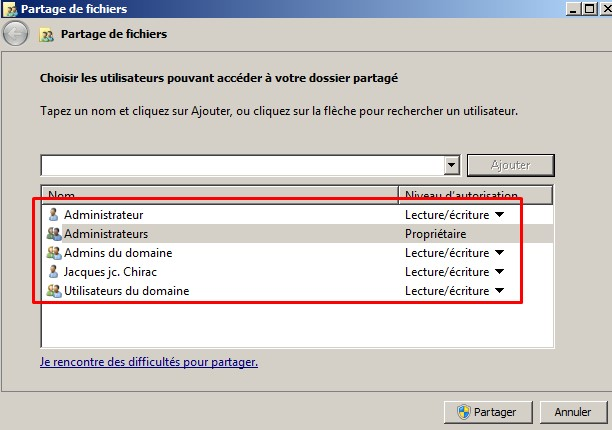 Partage de fichiers
Partage de fichiers
Choisir les utilisateurs pouvant accéder à votre dossier partagé
Tapez un nom et cliquez sur Ajouter, ou cliquez sur la flèche pour rechercher un utilisateur.
Ajouter
Nom Niveau d'autorisation
Administrateur Lecture/écriture
Administrateurs Propriétaire
Admins du domaine Lecture/écriture
Jacques jc. Chirac Lecture/écriture
Utilisateurs du domaine Lecture/écriture
Je rencontre des difficultés pour partager.
Partager Annuler